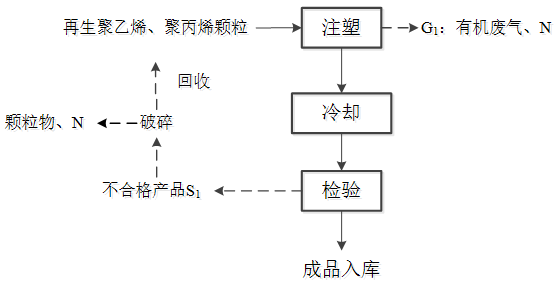 再生聚乙烯、聚丙烯颗粒
注塑
G₁：有机废气、N
回收
冷却
颗粒物、N
破碎
不合格产品S₁
检验
成品入库